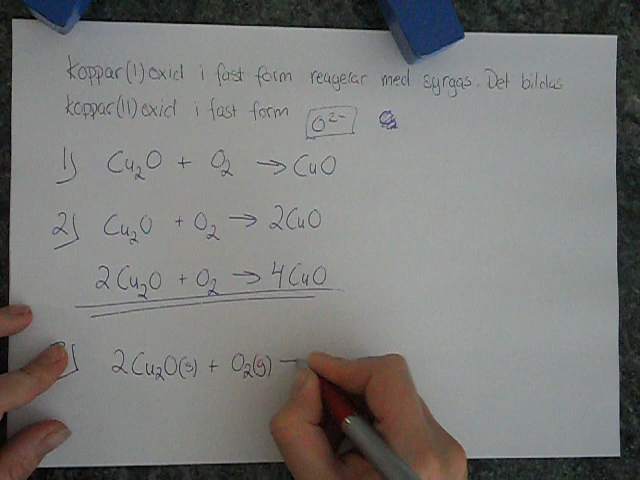 Koppar(I)oxid i fast form reagerar med syrgas. Det bildas
koppar(II)oxid i fast form O²⁻
1) Cu₂O + O₂ → CuO
2) Cu₂O + O₂ → 2CuO
2Cu₂O + O₂ → 4CuO
3) 2Cu₂O(s) + O₂(g) —